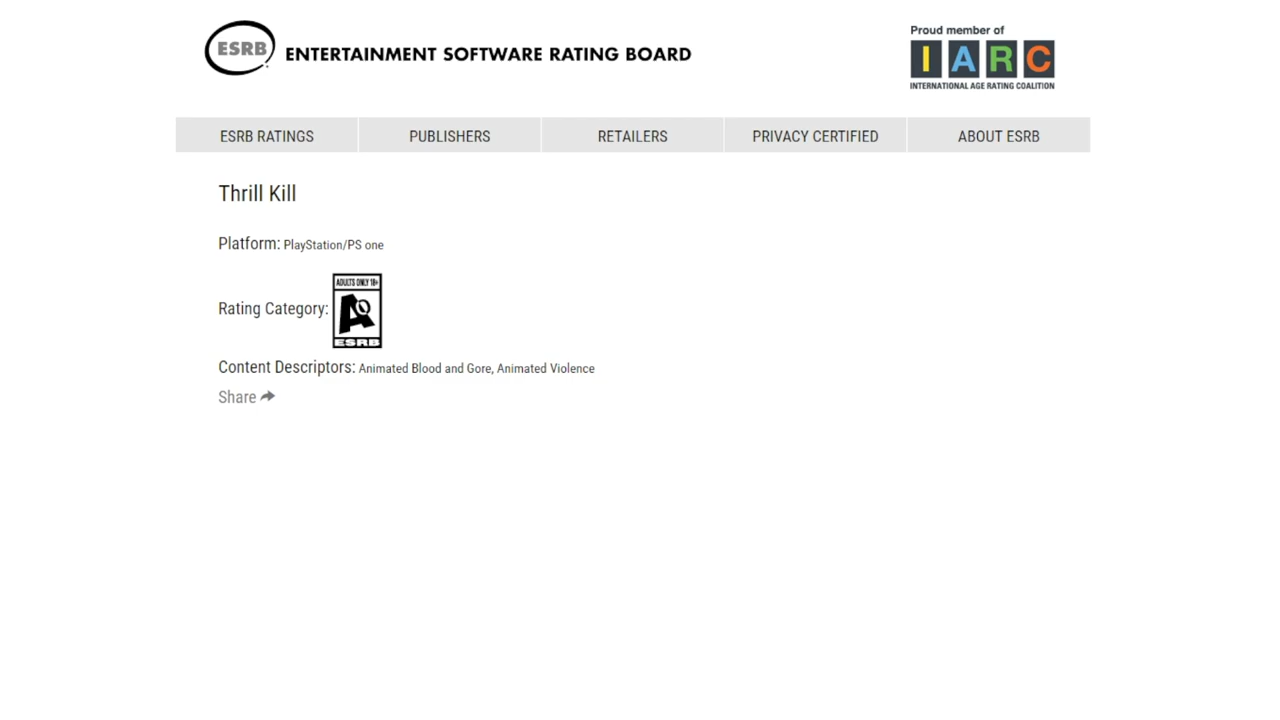 ESRB ENTERTAINMENT SOFTWARE RATING BOARD
Proud member of
IARC
INTERNATIONAL AGE RATING COALITION
ESRB RATINGS PUBLISHERS RETAILERS PRIVACY CERTIFIED ABOUT ESRB
Thrill Kill
Platform: PlayStation/PS one
ADULTS ONLY 18+
Rating Category: AO
ESRB
Content Descriptors: Animated Blood and Gore, Animated Violence
Share